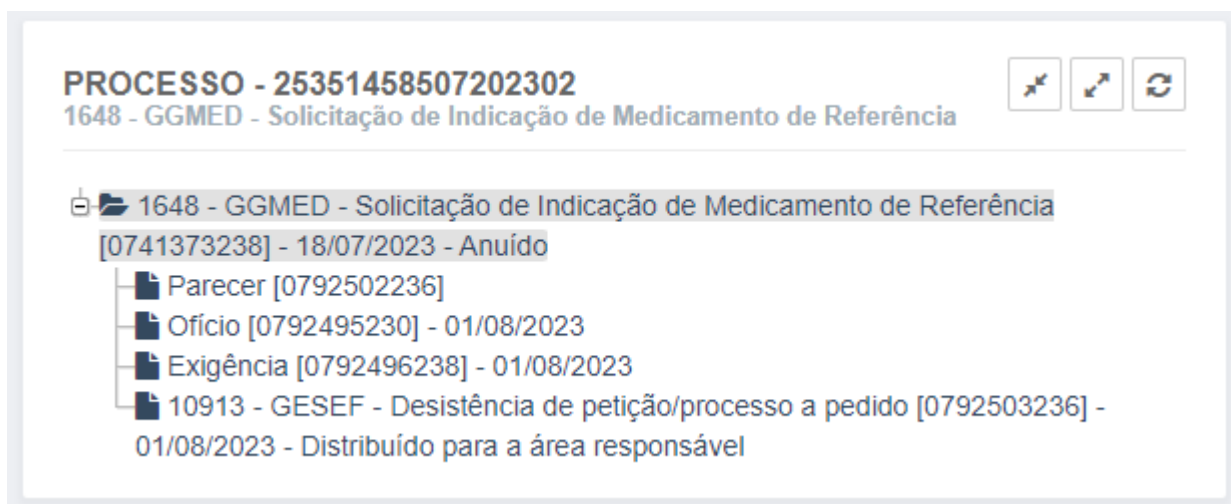 PROCESSO - 25351458507202302
1648 - GGMED - Solicitação de Indicação de Medicamento de Referência
1648 - GGMED - Solicitação de Indicação de Medicamento de Referência
[0741373238] - 18/07/2023 - Anuído
Parecer [0792502236]
Ofício [0792495230] - 01/08/2023
Exigência [0792496238] - 01/08/2023
10913 - GESEF - Desistência de petição/processo a pedido [0792503236] -
01/08/2023 - Distribuído para a área responsável